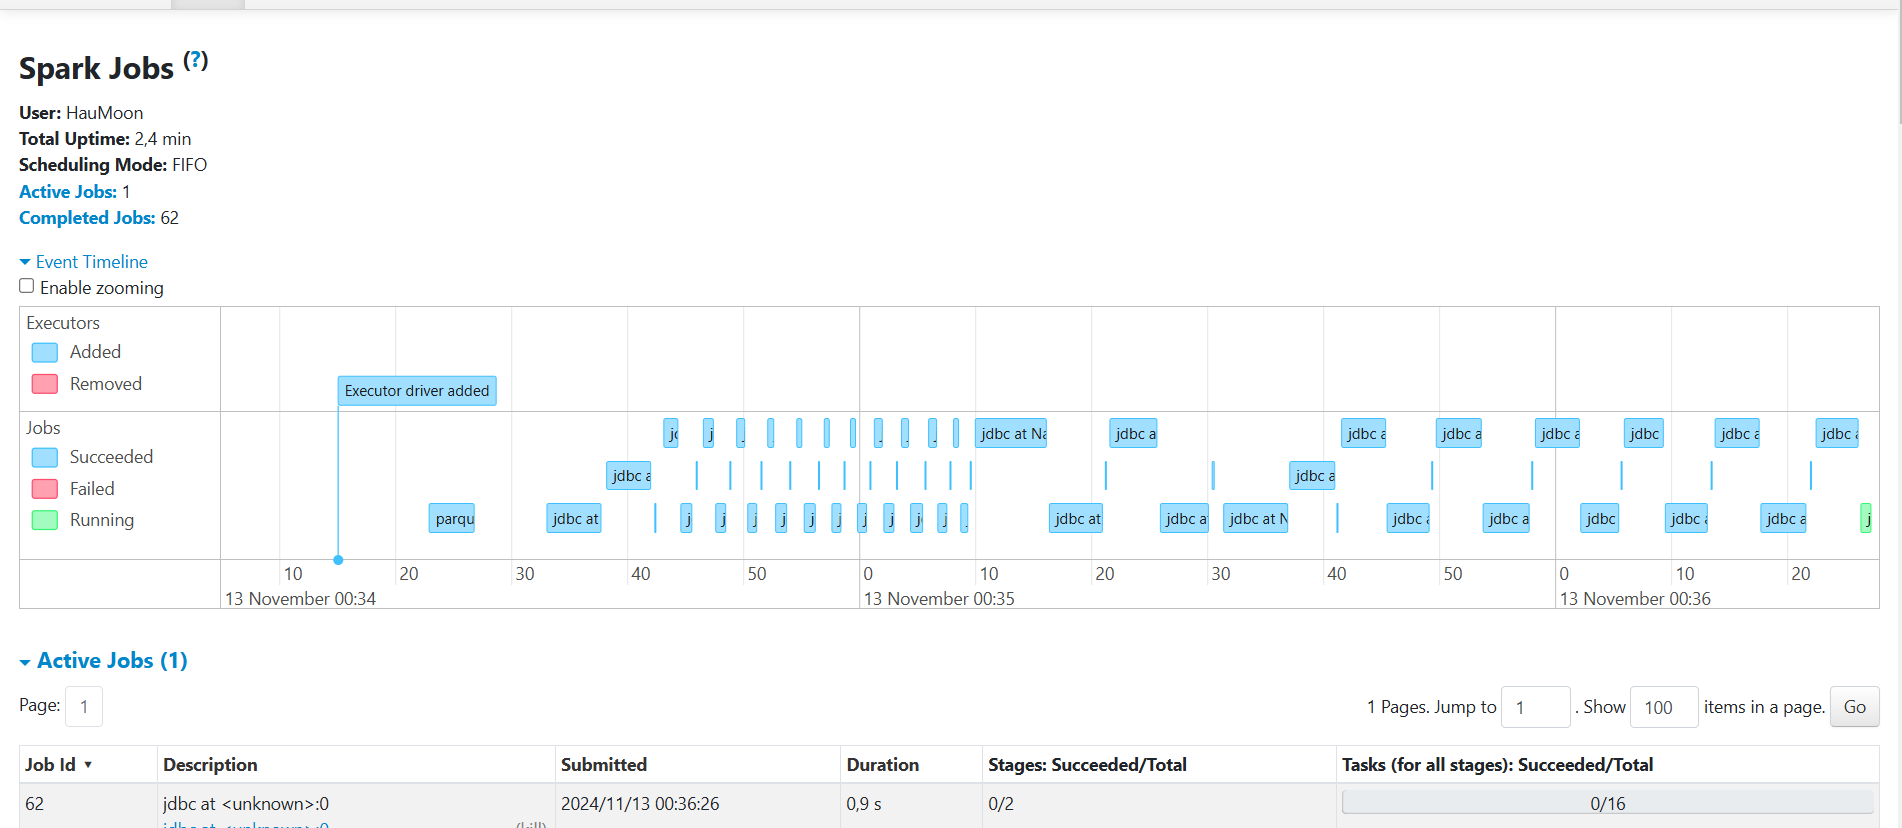 Spark Jobs (?)
User: HauMoon
Total Uptime: 2,4 min
Scheduling Mode: FIFO
Active Jobs: 1
Completed Jobs: 62
Event Timeline
Enable zooming
Executors
Added
Removed
Executor driver added
Jobs
Succeeded
Failed
Running
jdbc at Na
jdbc a
jdbc a
jdbc a
jdbc a
jdbc
jdbc a
jdbc a
jdbc a
jdbc a
parqu
jdbc at
jdbc at
jdbc a
jdbc at N
jdbc a
jdbc a
jdbc
jdbc a
jdbc a
10 20 30 40 50 0 10 20 30 40 50 0 10 20
13 November 00:34 13 November 00:35 13 November 00:36
Active Jobs (1)
Page: 1
1 Pages. Jump to 1 . Show 100 items in a page. Go
Job Id ▾ Description Submitted Duration Stages: Succeeded/Total Tasks (for all stages): Succeeded/Total
62 jdbc at <unknown>:0 2024/11/13 00:36:26 0,9 s 0/2 0/16
jdbc at <unknown>:0 (kill)